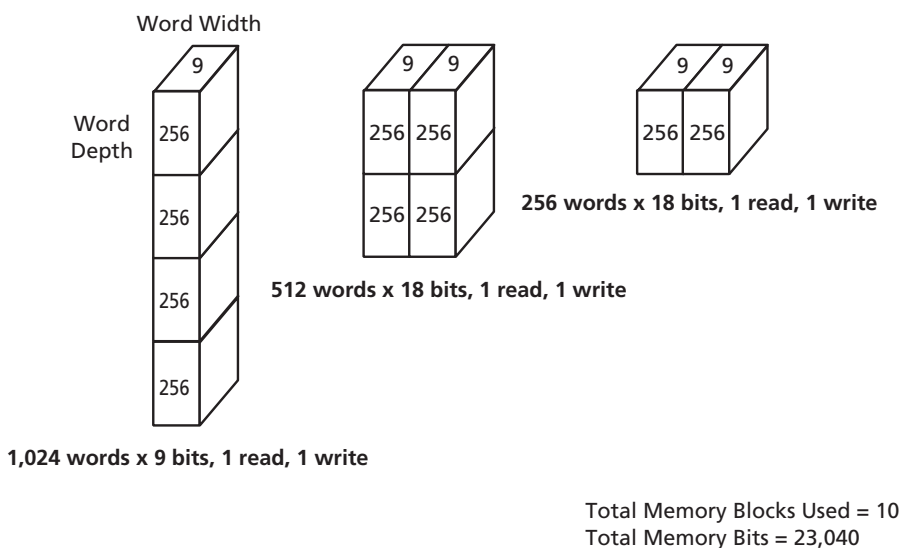 Word Width
9
Word
Depth
256
256
256
256
1,024 words x 9 bits, 1 read, 1 write
9 9
256 256
256 256
512 words x 18 bits, 1 read, 1 write
9 9
256 256
256 words x 18 bits, 1 read, 1 write
Total Memory Blocks Used = 10
Total Memory Bits = 23,040